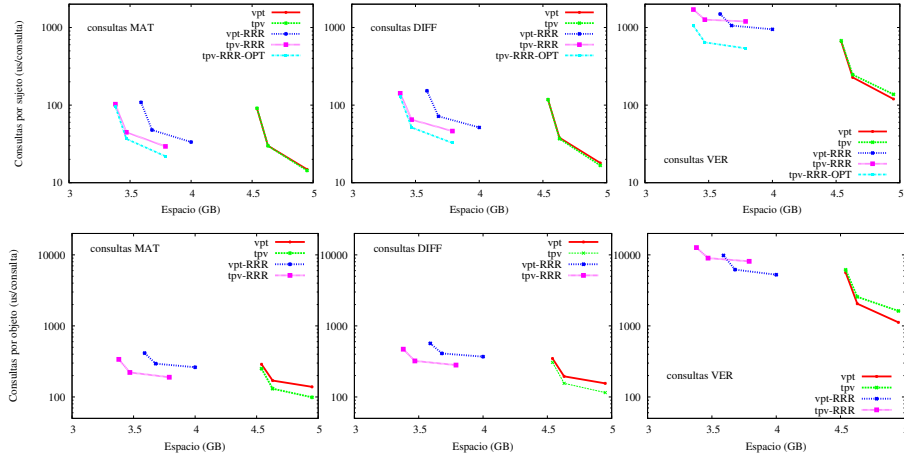 Consultas por sujeto (us/consulta)
consultas MAT
vpt
tpv
vpt-RRR
tpv-RRR
tpv-RRR-OPT
1000
100
10
3
3.5
4
4.5
5
Espacio (GB)
consultas DIFF
vpt
tpv
vpt-RRR
tpv-RRR
tpv-RRR-OPT
1000
100
10
3
3.5
4
4.5
5
Espacio (GB)
consultas VER
vpt
tpv
vpt-RRR
tpv-RRR
tpv-RRR-OPT
1000
100
10
3
3.5
4
4.5
5
Espacio (GB)
Consultas por objeto (us/consulta)
consultas MAT
vpt
tpv
vpt-RRR
tpv-RRR
10000
1000
100
3
3.5
4
4.5
5
Espacio (GB)
consultas DIFF
vpt
tpv
vpt-RRR
tpv-RRR
10000
1000
100
3
3.5
4
4.5
5
Espacio (GB)
consultas VER
vpt
tpv
vpt-RRR
tpv-RRR
10000
1000
100
3
3.5
4
4.5
5
Espacio (GB)